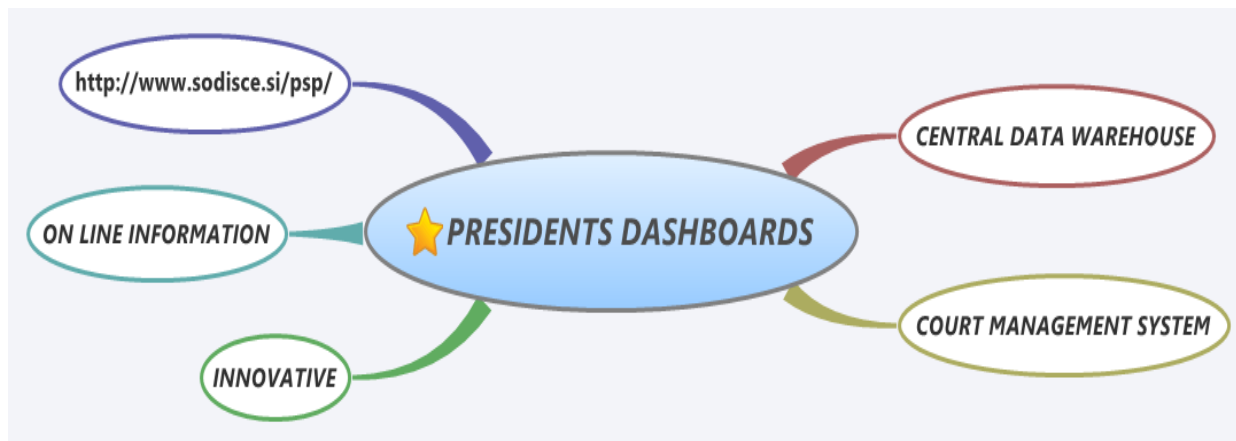 http://www.sodisce.si/psp/
CENTRAL DATA WAREHOUSE
ON LINE INFORMATION
PRESIDENTS DASHBOARDS
COURT MANAGEMENT SYSTEM
INNOVATIVE